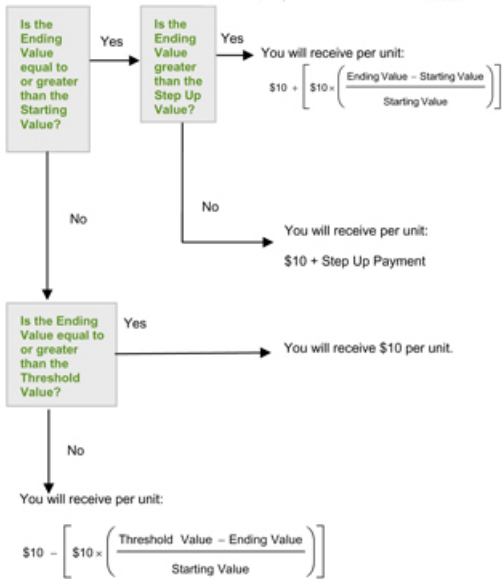 Is the
Ending
Value
equal to
or greater
than the
Starting
Value?
Yes
Is the
Ending
Value
greater
than the
Step Up
Value?
Yes
You will receive per unit:
$10 + [ $10 × ( Ending Value – Starting Value
Starting Value ) ]
No
No
You will receive per unit:
$10 + Step Up Payment
Is the Ending
Value equal to
or greater
than the
Threshold
Value?
Yes
You will receive $10 per unit.
No
You will receive per unit:
$10 – [ $10 × ( Threshold Value – Ending Value
Starting Value ) ]